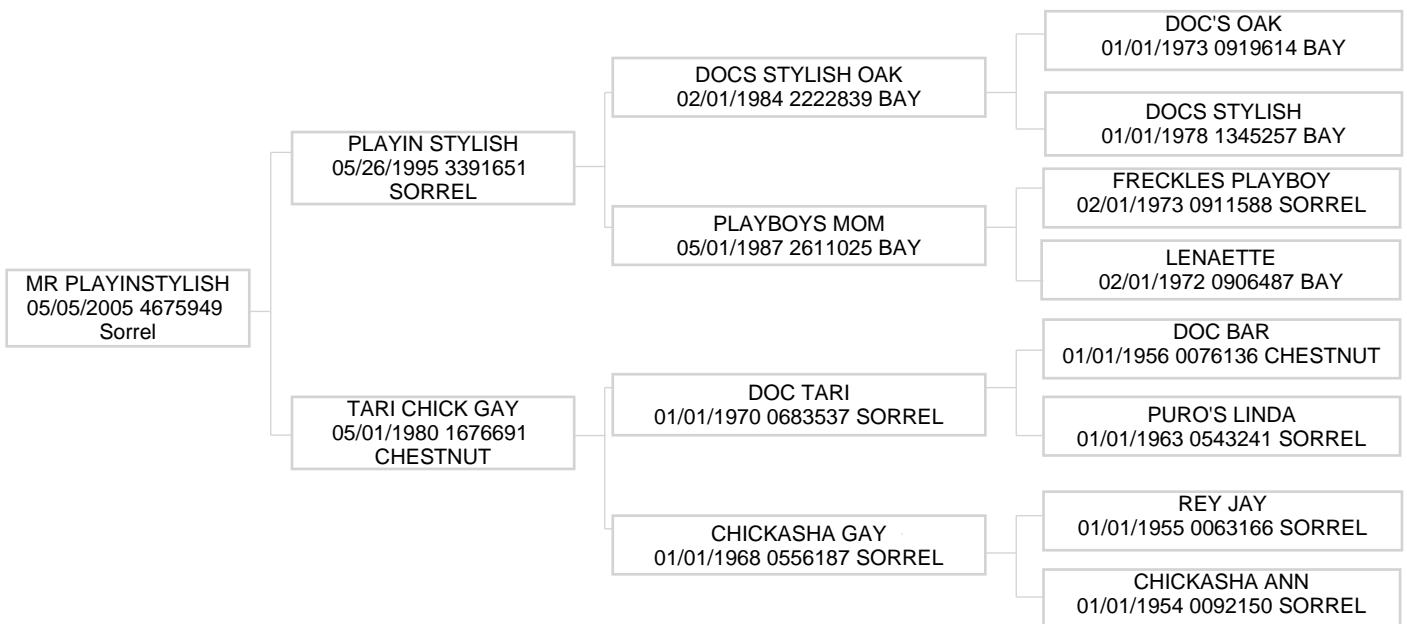 MR PLAYINSTYLISH
05/05/2005 4675949
Sorrel
PLAYIN STYLISH
05/26/1995 3391651
SORREL
TARI CHICK GAY
05/01/1980 1676691
CHESTNUT
DOCS STYLISH OAK
02/01/1984 2222839 BAY
PLAYBOYS MOM
05/01/1987 2611025 BAY
DOC TARI
01/01/1970 0683537 SORREL
CHICKASHA GAY
01/01/1968 0556187 SORREL
DOC'S OAK
01/01/1973 0919614 BAY
DOCS STYLISH
01/01/1978 1345257 BAY
FRECKLES PLAYBOY
02/01/1973 0911588 SORREL
LENAETTE
02/01/1972 0906487 BAY
DOC BAR
01/01/1956 0076136 CHESTNUT
PURO'S LINDA
01/01/1963 0543241 SORREL
REY JAY
01/01/1955 0063166 SORREL
CHICKASHA ANN
01/01/1954 0092150 SORREL